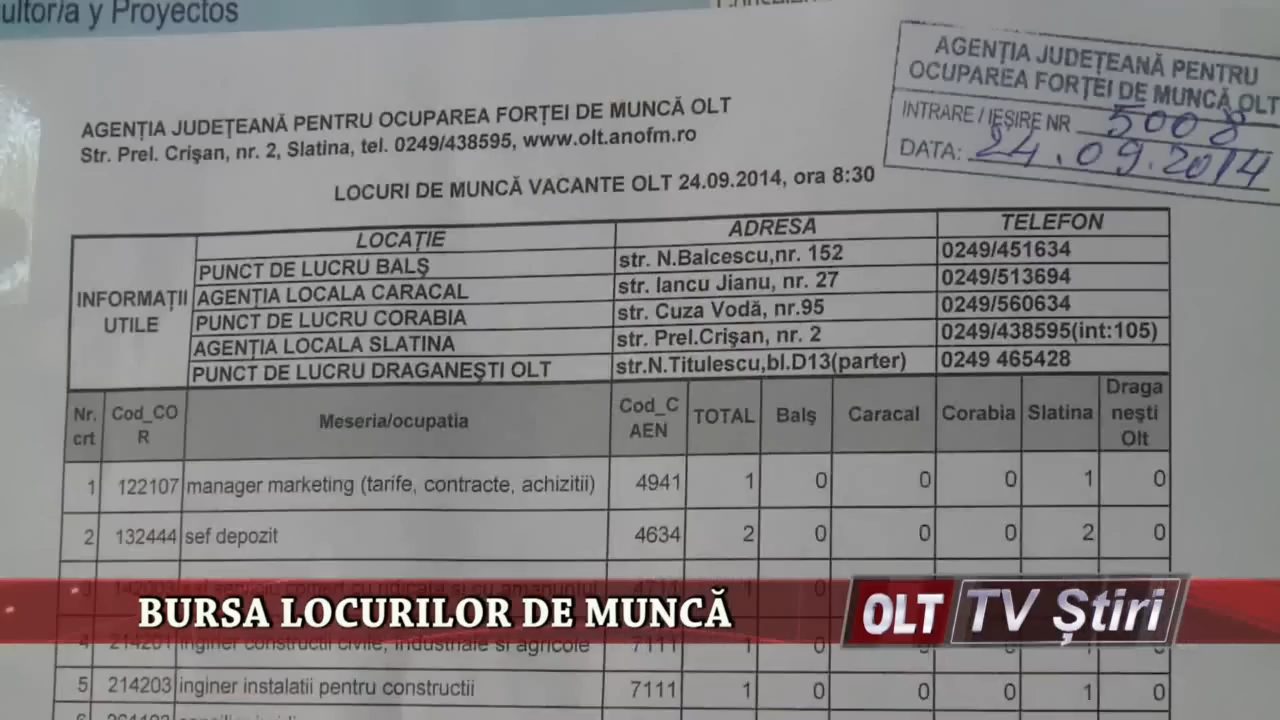 ultor/a y Proyectos
AGENȚIA JUDEȚEANĂ PENTRU
OCUPAREA FORȚEI DE MUNCĂ OLT
INTRARE / IEȘIRE NR 5008
DATA: 24.09.2014
AGENȚIA JUDEȚEANĂ PENTRU OCUPAREA FORȚEI DE MUNCĂ OLT
Str. Prel. Crișan, nr. 2, Slatina, tel. 0249/438595, www.olt.anofm.ro
LOCURI DE MUNCĂ VACANTE OLT 24.09.2014, ora 8:30
INFORMAȚII UTILE LOCAȚIE ADRESA TELEFON
PUNCT DE LUCRU BALȘ str. N.Balcescu,nr. 152 0249/451634
AGENȚIA LOCALA CARACAL str. Iancu Jianu, nr. 27 0249/513694
PUNCT DE LUCRU CORABIA str. Cuza Vodă, nr.95 0249/560634
AGENȚIA LOCALA SLATINA str. Prel.Crișan, nr. 2 0249/438595(int:105)
PUNCT DE LUCRU DRAGANEȘTI OLT str.N.Titulescu,bl.D13(parter) 0249 465428
Nr. crt Cod_CO R Meseria/ocupatia Cod_C AEN TOTAL Balș Caracal Corabia Slatina Draga nești Olt
1 122107 manager marketing (tarife, contracte, achizitii) 4941 1 0 0 0 1 0
2 132444 sef depozit 4634 2 0 0 0 2 0
BURSA LOCURILOR DE MUNCĂ
OLT TV Știri
4 214201 inginer constructii civile, industriale si agricole 7111 1
5 214203 inginer instalatii pentru constructii 7111 1 0 0 0 1 0